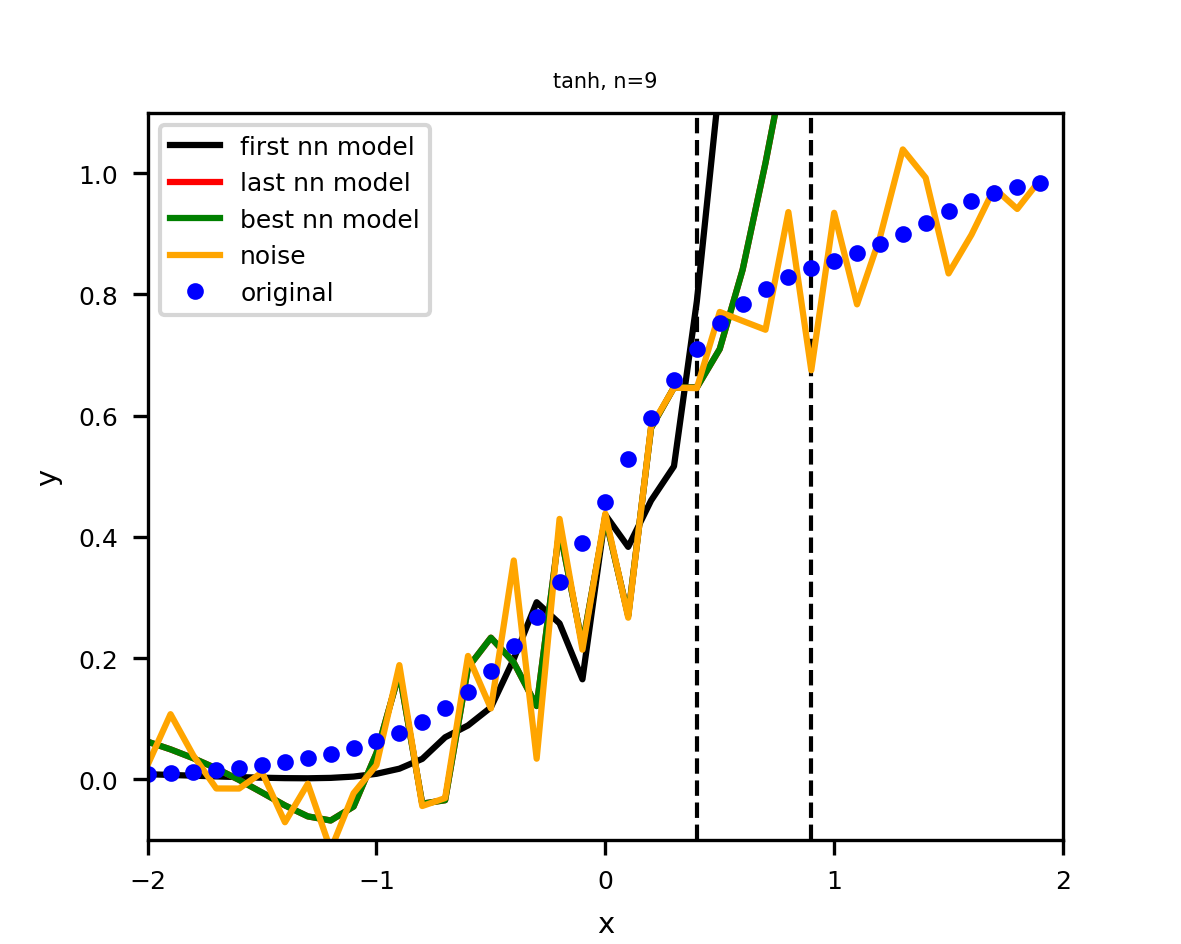 tanh, n=9
first nn model
last nn model
best nn model
noise
original
1.0
0.8
0.6
0.4
0.2
0.0
y
−2
−1
0
1
2
x